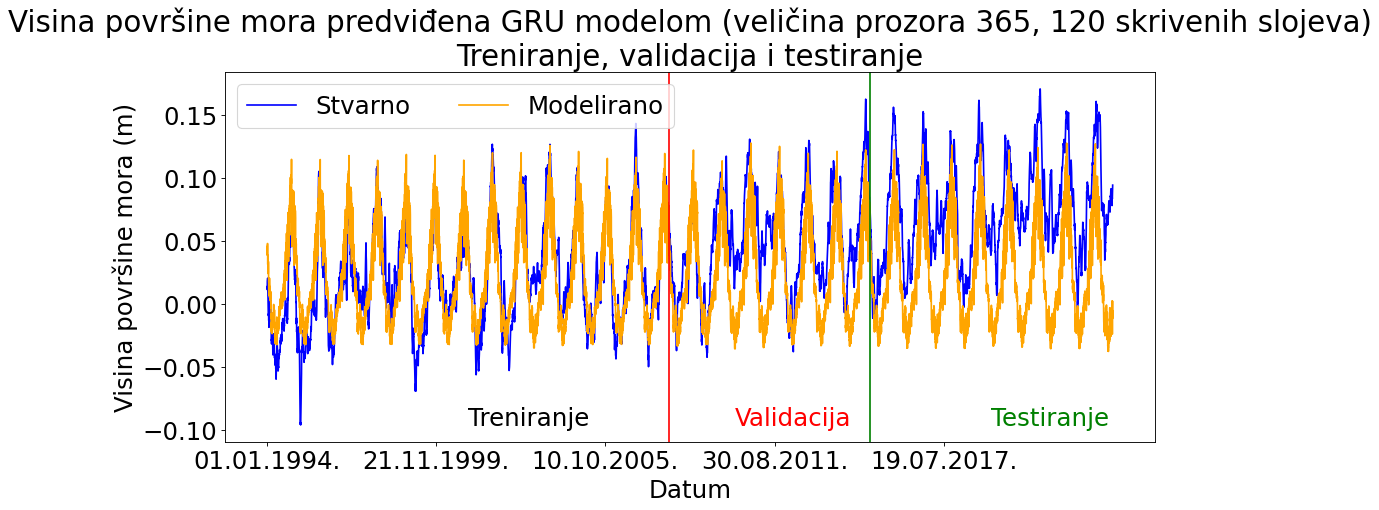 Visina površine mora predviđena GRU modelom (veličina prozora 365, 120 skrivenih slojeva)
Treniranje, validacija i testiranje
Stvarno
Modelirano
Visina površine mora (m)
0.15
0.10
0.05
0.00
−0.05
−0.10
Treniranje
Validacija
Testiranje
01.01.1994.
21.11.1999.
10.10.2005.
30.08.2011.
19.07.2017.
Datum